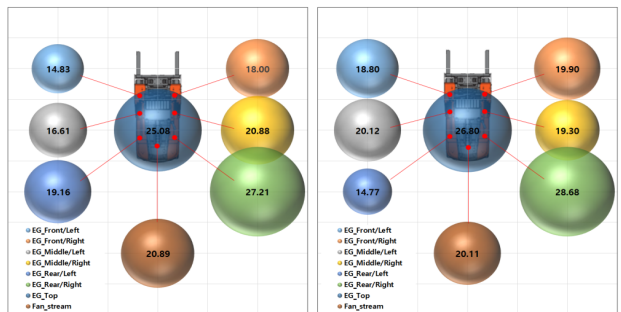 14.83
18.00
16.61
25.08
20.88
19.16
27.21
20.89
EG_Front/Left
EG_Front/Right
EG_Middle/Left
EG_Middle/Right
EG_Rear/Left
EG_Rear/Right
EG_Top
Fan_stream
18.80
19.90
20.12
26.80
19.30
14.77
28.68
20.11
EG_Front/Left
EG_Front/Right
EG_Middle/Left
EG_Middle/Right
EG_Rear/Left
EG_Rear/Right
EG_Top
Fan_stream